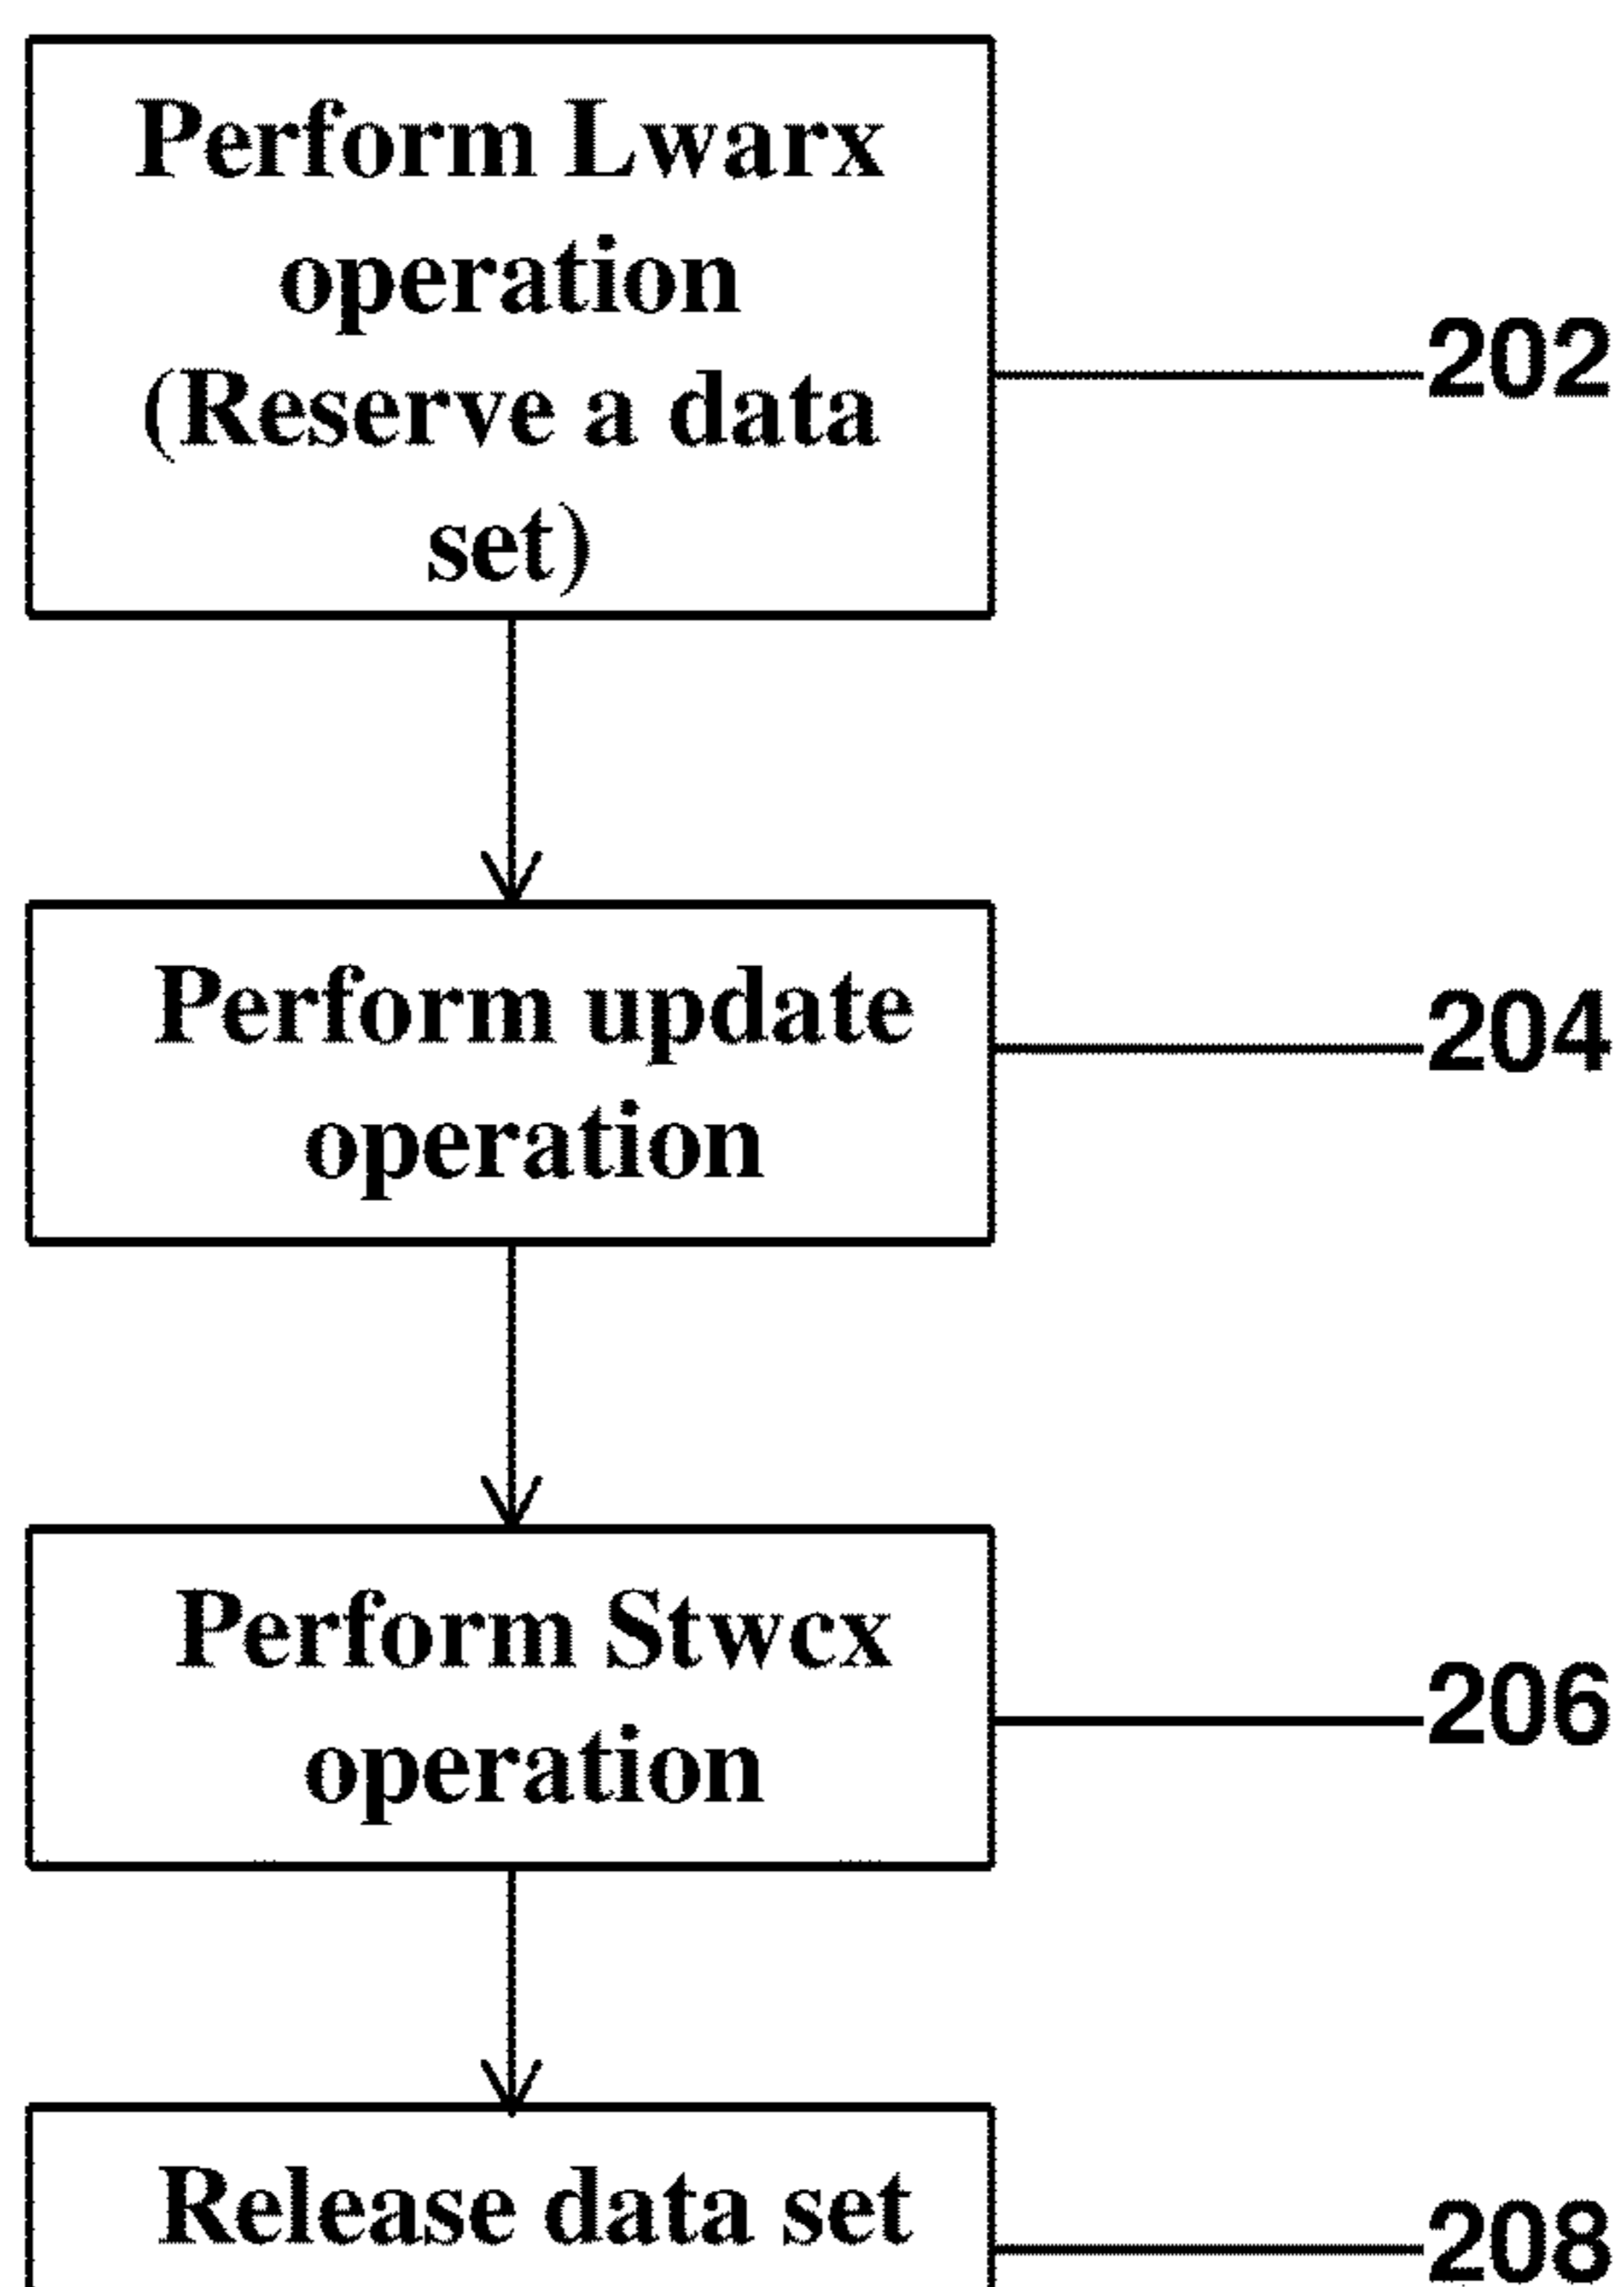 Perform Lwarx
operation
(Reserve a data
set)
202
Perform update
operation
204
Perform Stwcx
operation
206
Release data set
208